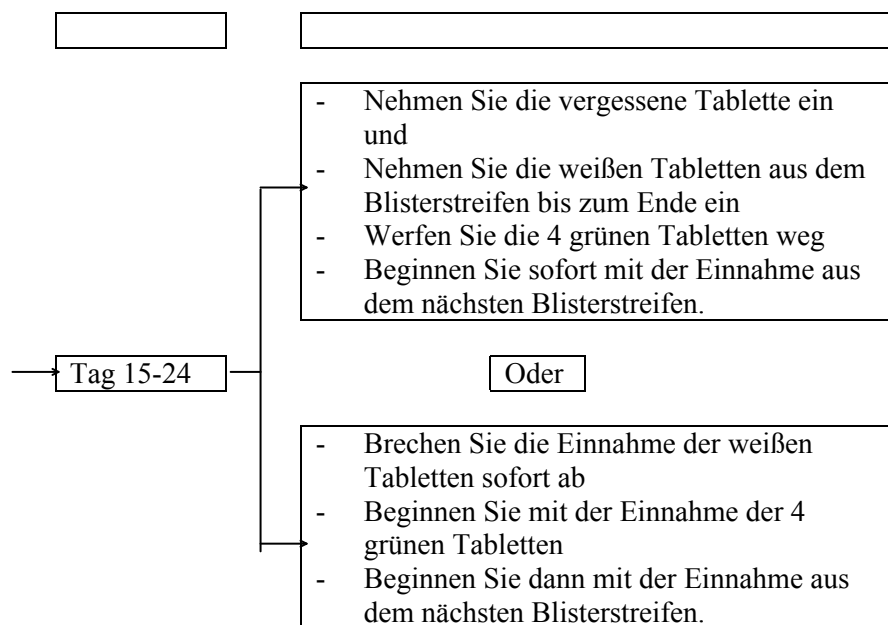 - Nehmen Sie die vergessene Tablette ein
und
- Nehmen Sie die weißen Tabletten aus dem
Blisterstreifen bis zum Ende ein
- Werfen Sie die 4 grünen Tabletten weg
- Beginnen Sie sofort mit der Einnahme aus
dem nächsten Blisterstreifen.
Tag 15-24
Oder
- Brechen Sie die Einnahme der weißen
Tabletten sofort ab
- Beginnen Sie mit der Einnahme der 4
grünen Tabletten
- Beginnen Sie dann mit der Einnahme aus
dem nächsten Blisterstreifen.